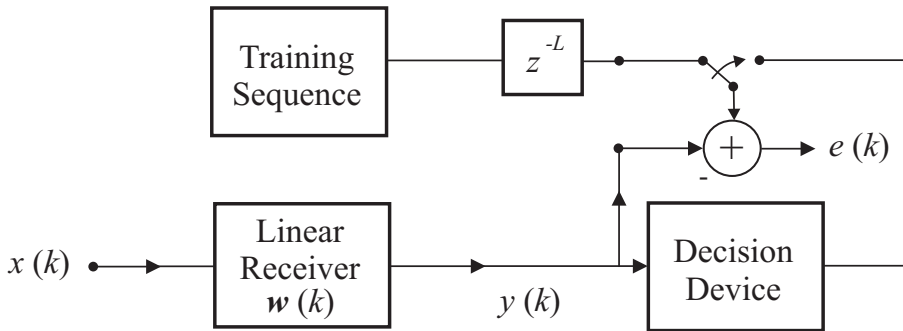 Training
Sequence
z -L
+
-
e (k)
x (k)
Linear
Receiver
w (k)
y (k)
Decision
Device